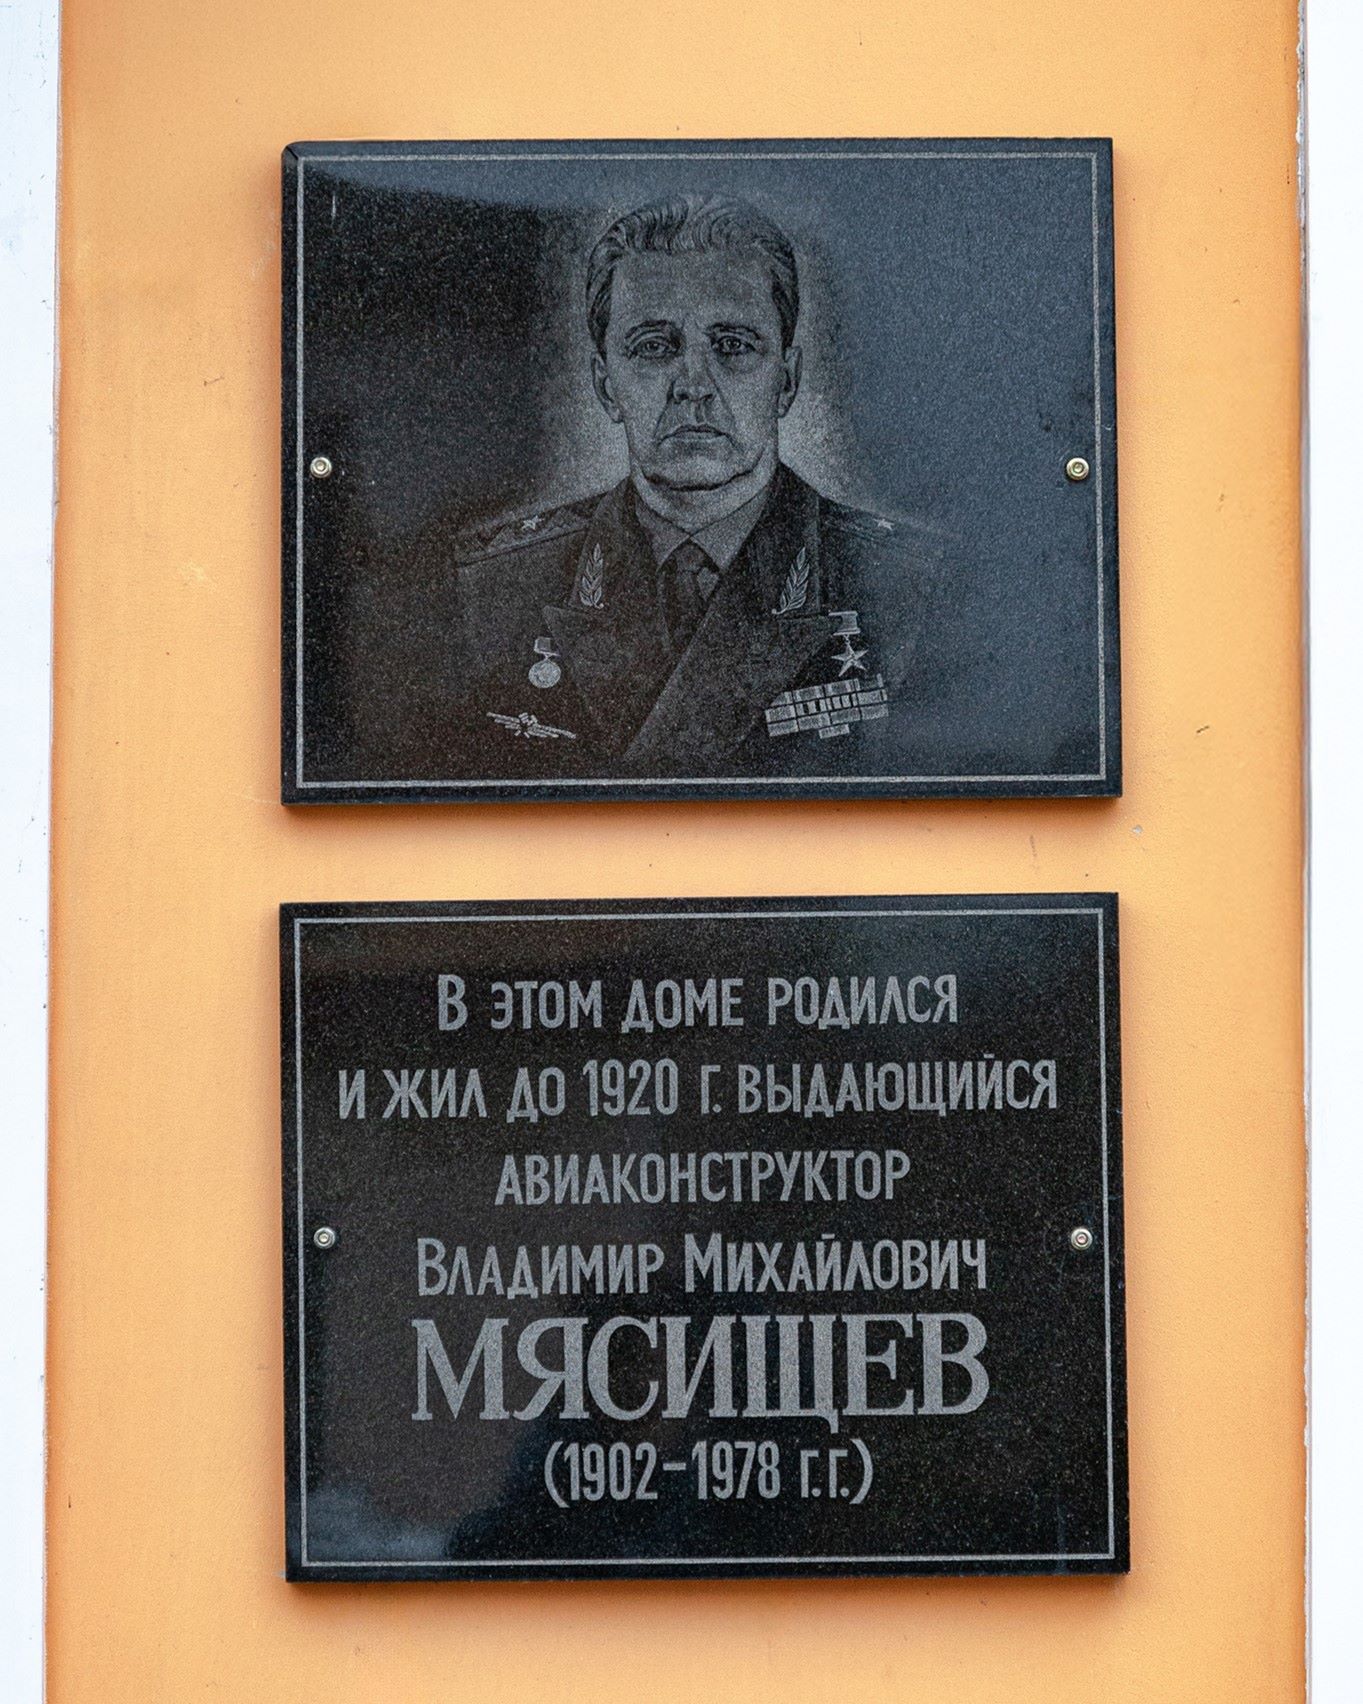 В ЭТОМ ДОМЕ РОДИЛСЯ
И ЖИЛ ДО 1920 Г. ВЫДАЮЩИЙСЯ
АВИАКОНСТРУКТОР
ВЛАДИМИР МИХАЙЛОВИЧ
МЯСИЩЕВ
(1902-1978 Г.Г.)